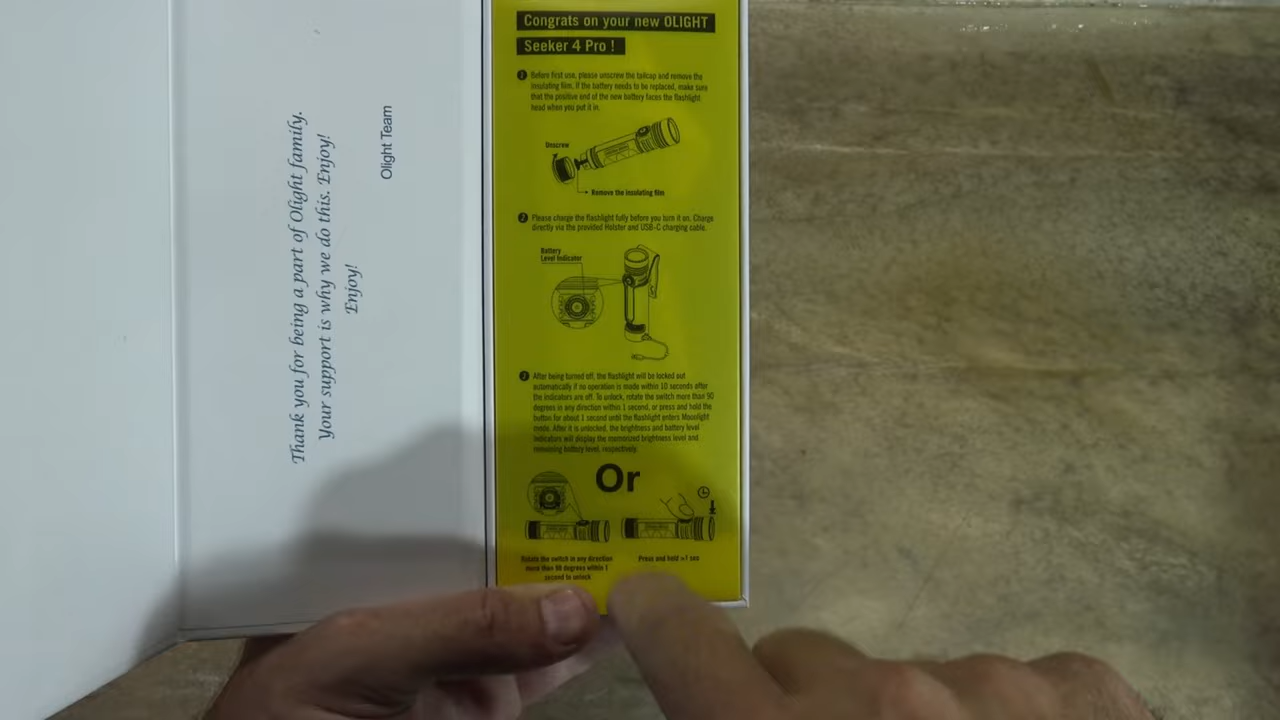 Thank you for being a part of Olight family.
Your support is why we do this. Enjoy!
Enjoy!
Olight Team
Congrats on your new OLIGHT
Seeker 4 Pro !
1 Before first use, please unscrew the tailcap and remove the
insulating film. If the battery needs to be replaced, make sure
that the positive end of the new battery faces the flashlight
head when you put it in.
Unscrew
Remove the insulating film
2 Please charge the flashlight fully before you turn it on. Charge
directly via the provided Holster and USB-C charging cable.
Battery
Level Indicator
After being turned off, the flashlight will be locked out
automatically if no operation is made within 10 seconds after
the indicators are off. To unlock, rotate the switch more than 90
degrees in any direction within 1 second, or press and hold the
button for about 1 second until the flashlight enters Moonlight
mode. After it is unlocked, the brightness and battery level
indicators will display the memorized brightness level and
remaining battery level, respectively.
Or
Rotate the switch in any direction
more than 90 degrees within 1
second to unlock
Press and hold ≈1 sec